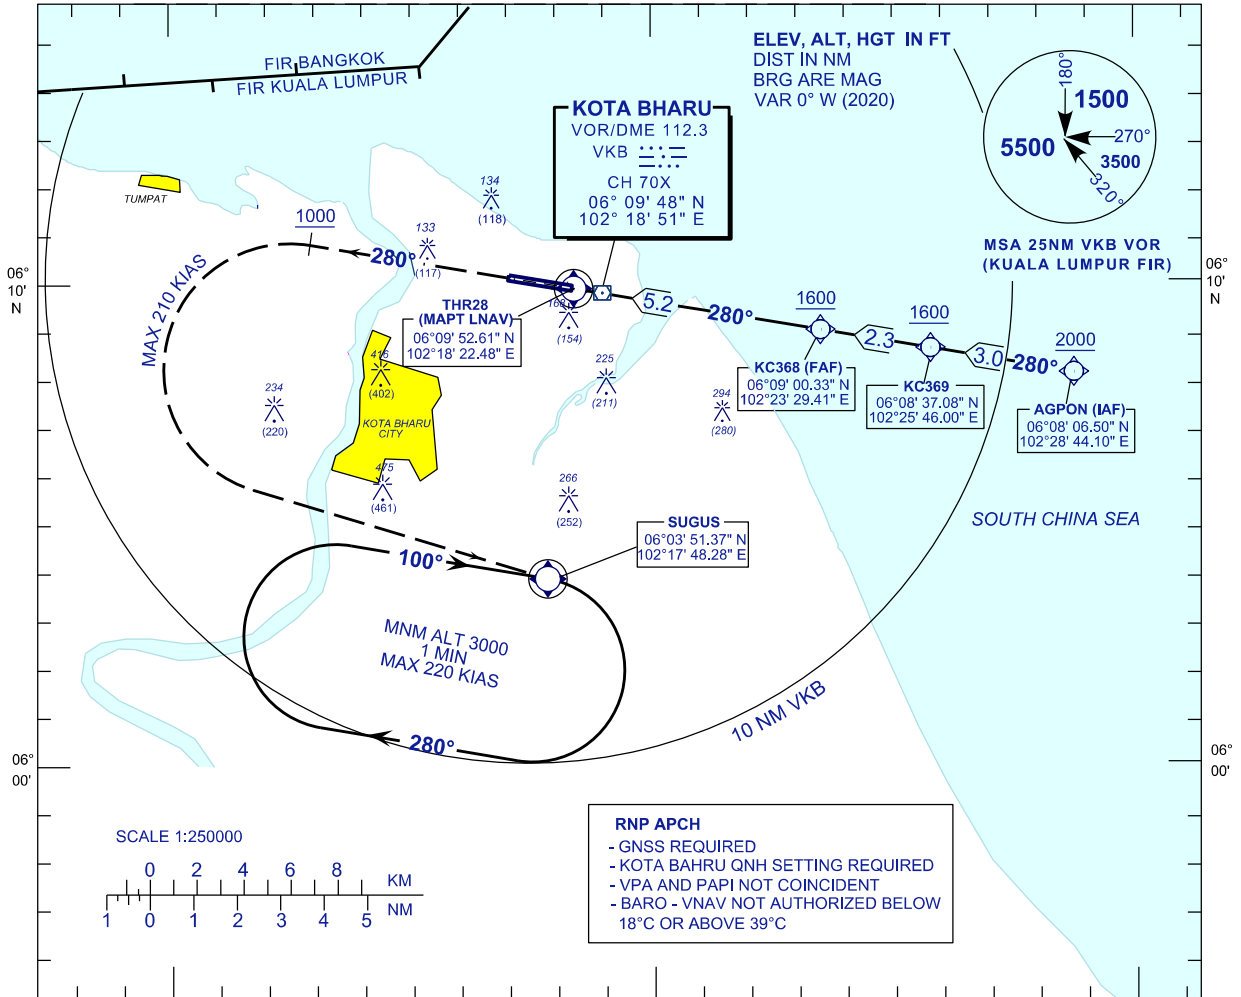 FIR BANGKOK
FIR KUALA LUMPUR
ELEV, ALT, HGT IN FT
DIST IN NM
BRG ARE MAG
VAR 0° W (2020)
180°
1500
270°
5500
3500
320°
MSA 25NM VKB VOR
(KUALA LUMPUR FIR)
KOTA BHARU
VOR/DME 112.3
VKB
CH 70X
06° 09' 48" N
102° 18' 51" E
TUMPAT
134
(118)
133
(117)
1000
280°
MAX 210 KIAS
06°
10'
N
06°
10'
N
THR28
(MAPT LNAV)
06°09' 52.61" N
102°18' 22.48" E
168
(154)
5.2
280°
1600
2.3
1600
3.0
280°
2000
KC368 (FAF)
06°09' 00.33" N
102°23' 29.41" E
KC369
06°08' 37.08" N
102°25' 46.00" E
AGPON (IAF)
06°08' 06.50" N
102°28' 44.10" E
416
(402)
225
(211)
234
(220)
294
(280)
KOTA BHARU
CITY
475
(461)
266
(252)
SUGUS
06°03' 51.37" N
102°17' 48.28" E
SOUTH CHINA SEA
100°
MNM ALT 3000
1 MIN
MAX 220 KIAS
280°
10 NM VKB
06°
00'
06°
00'
SCALE 1:250000
0 2 4 6 8 KM
1 0 1 2 3 4 5 NM
RNP APCH
- GNSS REQUIRED
- KOTA BAHRU QNH SETTING REQUIRED
- VPA AND PAPI NOT COINCIDENT
- BARO - VNAV NOT AUTHORIZED BELOW
18°C OR ABOVE 39°C